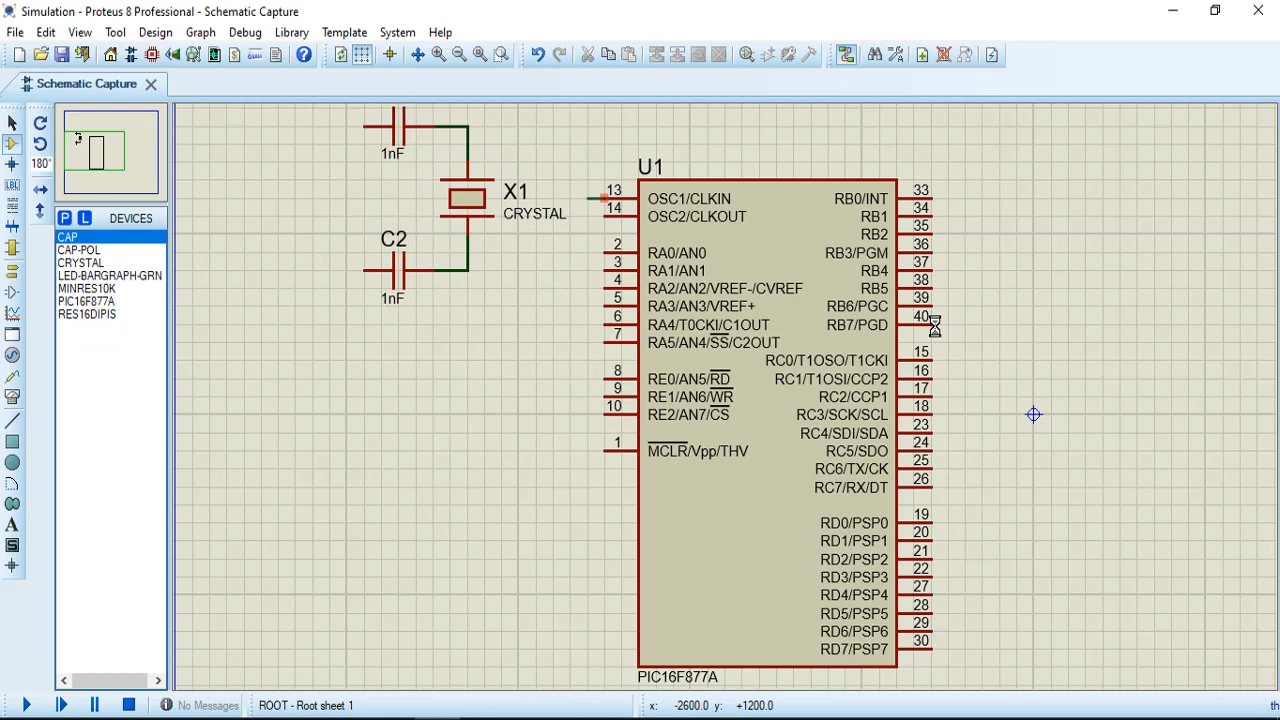 Simulation - Proteus 8 Professional - Schematic Capture
File Edit View Tool Design Graph Debug Library Template System Help
Schematic Capture
180°
P L DEVICES
CAP
CAP-POL
CRYSTAL
LED-BARGRAPH-GRN
MINRES10K
PIC16F877A
RES16DIPIS
LBL
A
S
1nF
X1
CRYSTAL
C2
1nF
U1
13 OSC1/CLKIN RB0/INT 33
14 OSC2/CLKOUT RB1 34
RB2 35
2 RA0/AN0 RB3/PGM 36
3 RA1/AN1 RB4 37
4 RA2/AN2/VREF-/CVREF RB5 38
5 RA3/AN3/VREF+ RB6/PGC 39
6 RA4/T0CKI/C1OUT RB7/PGD 40
7 RA5/AN4/SS/C2OUT
RC0/T1OSO/T1CKI 15
8 RE0/AN5/RD RC1/T1OSI/CCP2 16
9 RE1/AN6/WR RC2/CCP1 17
10 RE2/AN7/CS RC3/SCK/SCL 18
RC4/SDI/SDA 23
1 MCLR/Vpp/THV RC5/SDO 24
RC6/TX/CK 25
RC7/RX/DT 26
RD0/PSP0 19
RD1/PSP1 20
RD2/PSP2 21
RD3/PSP3 22
RD4/PSP4 27
RD5/PSP5 28
RD6/PSP6 29
RD7/PSP7 30
PIC16F877A
No Messages ROOT - Root sheet 1 x: -2600.0 y: +1200.0 th